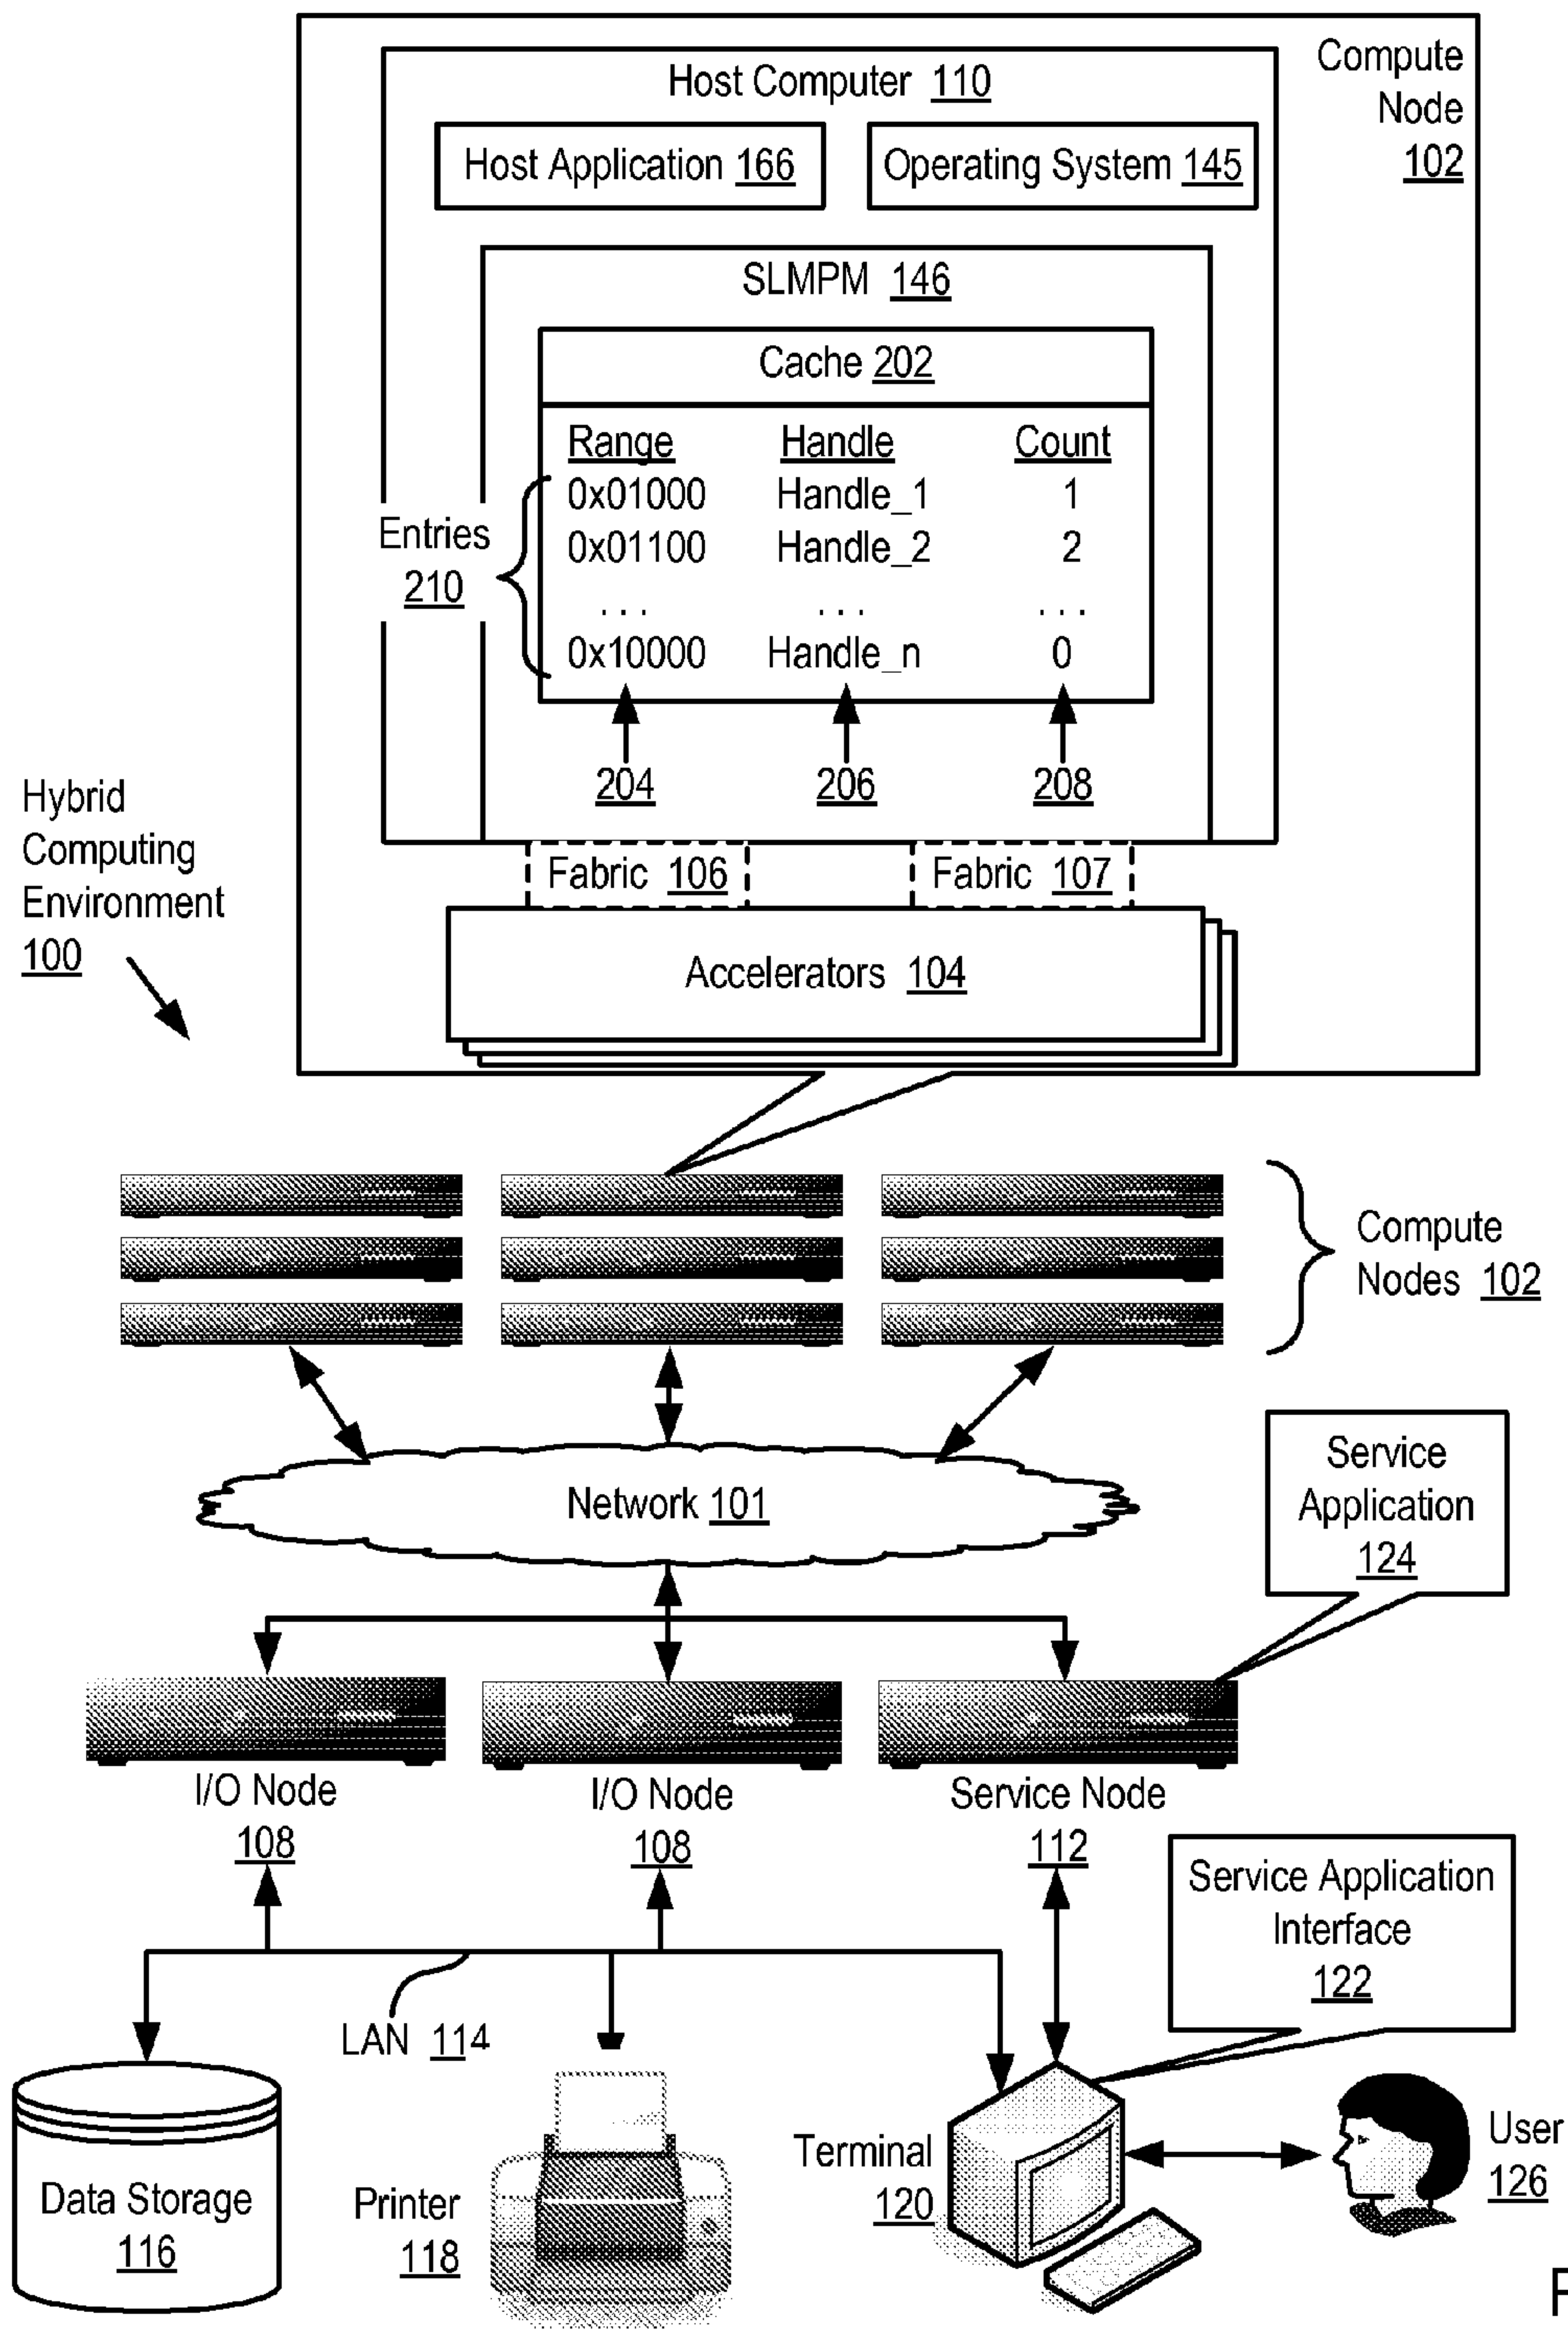 Compute
Node
102
Host Computer 110
Host Application 166
Operating System 145
SLMPM 146
Cache 202
Range Handle Count
0x01000 Handle_1 1
0x01100 Handle_2 2
... ... ...
0x10000 Handle_n 0
Entries
210
204 206 208
Fabric 106
Fabric 107
Accelerators 104
Hybrid
Computing
Environment
100
Compute
Nodes 102
Network 101
Service
Application
124
I/O Node
108
I/O Node
108
Service Node
112
Service Application
Interface
122
LAN 114
Data Storage
116
Printer
118
Terminal
120
User
126